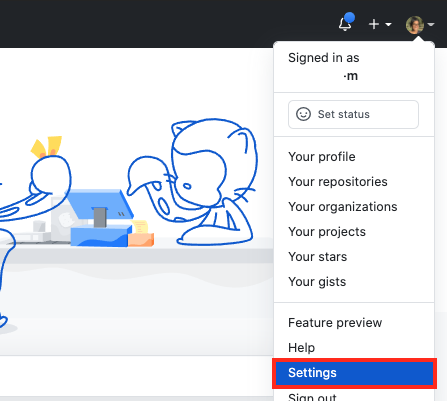 Signed in as
·m
Set status
Your profile
Your repositories
Your organizations
Your projects
Your stars
Your gists
Feature preview
Help
Settings
Sign out